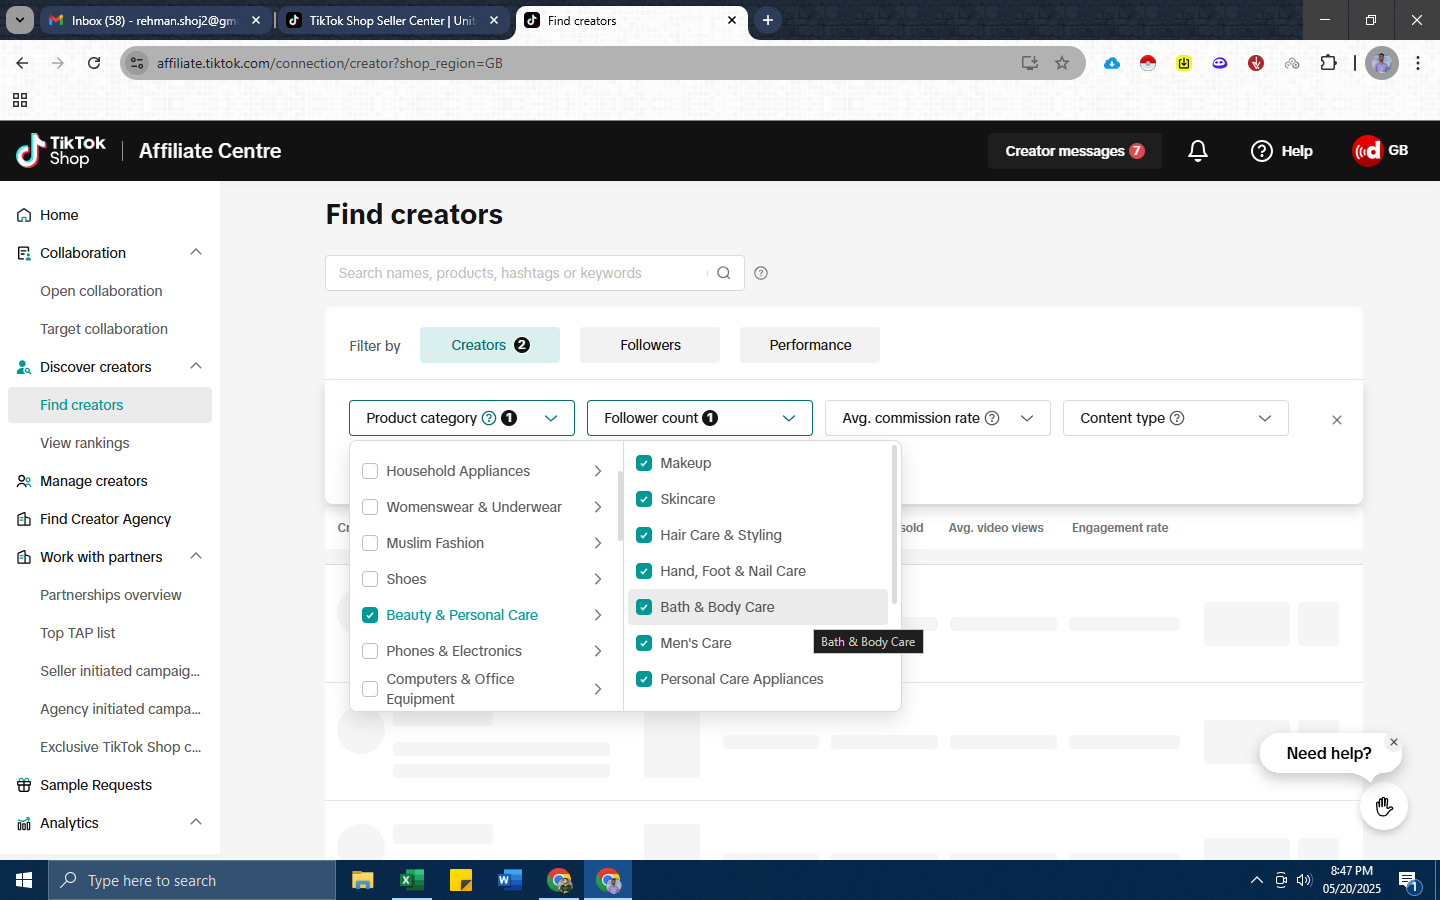 Inbox (58) - rehman.shoj2@gm
TikTok Shop Seller Center | Unit
Find creators
affiliate.tiktok.com/connection/creator?shop_region=GB
TikTok
Shop
Affiliate Centre
Creator messages 7
Help
GB
Home
Collaboration
Open collaboration
Target collaboration
Discover creators
Find creators
View rankings
Manage creators
Find Creator Agency
Work with partners
Partnerships overview
Top TAP list
Seller initiated campaig...
Agency initiated campa...
Exclusive TikTok Shop c...
Sample Requests
Analytics
Find creators
Search names, products, hashtags or keywords
Filter by
Creators 2
Followers
Performance
Product category ? 1
Follower count 1
Avg. commission rate ?
Content type ?
Household Appliances
Womenswear & Underwear
Muslim Fashion
Shoes
Beauty & Personal Care
Phones & Electronics
Computers & Office
Equipment
Makeup
Skincare
Hair Care & Styling
Hand, Foot & Nail Care
Bath & Body Care
Men's Care
Personal Care Appliances
Bath & Body Care
Cr
sold
Avg. video views
Engagement rate
Need help?
Type here to search
8:47 PM
05/20/2025
1